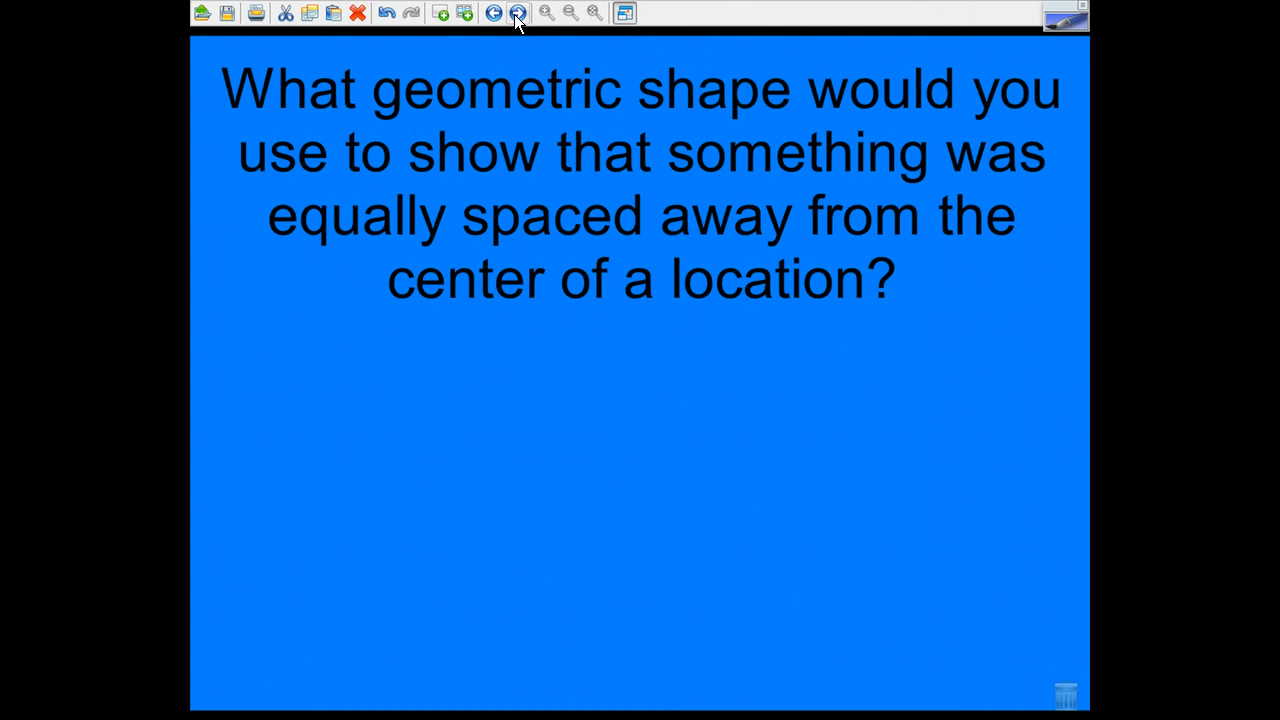 What geometric shape would you
use to show that something was
equally spaced away from the
center of a location?